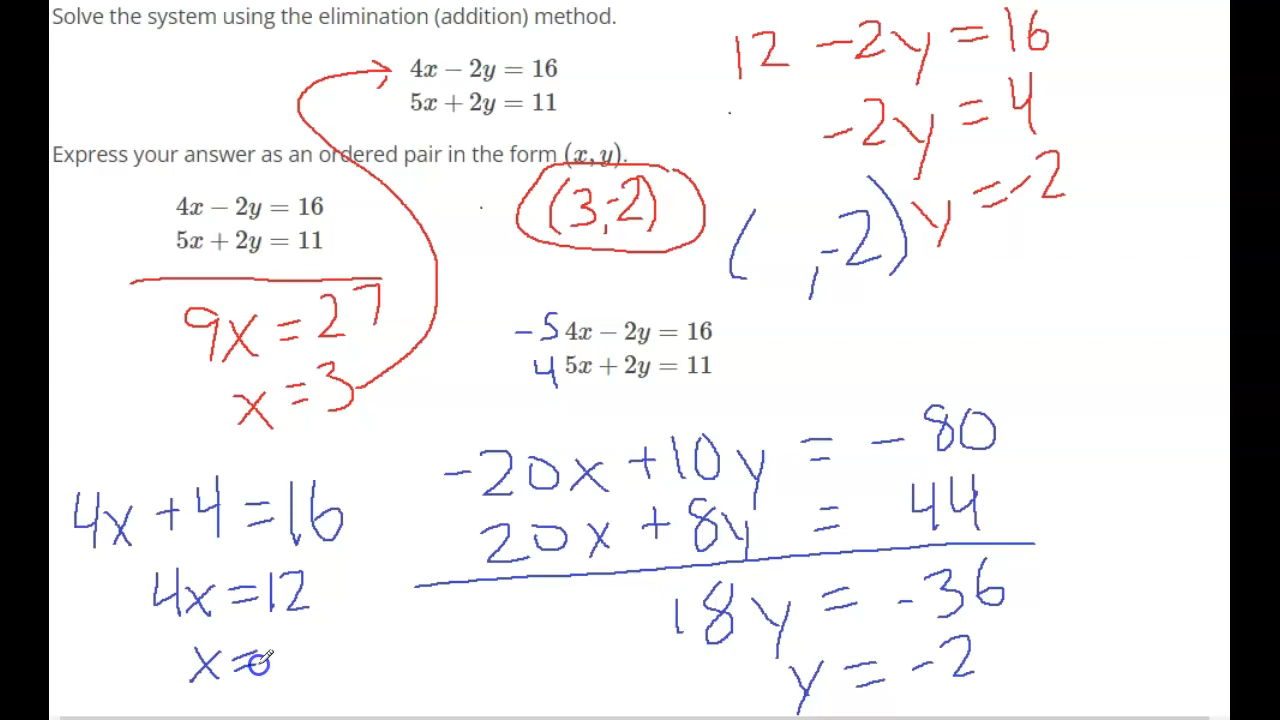 Solve the system using the elimination (addition) method.
4x − 2y = 16
5x + 2y = 11
Express your answer as an ordered pair in the form (x, y).
4x − 2y = 16
5x + 2y = 11
9x = 27
x = 3
12 - 2y = 16
-2y = 4
y = -2
(3, -2)
( , -2)
-5 4x − 2y = 16
4 5x + 2y = 11
-20x + 10y = -80
20x + 8y = 44
18y = -36
y = -2
4x + 4 = 16
4x = 12
x =